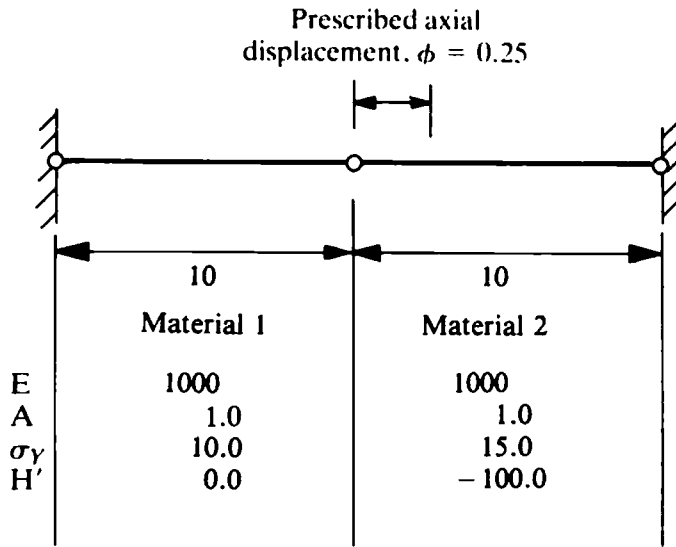 Prescribed axial
displacement. ϕ = 0.25
10 10
Material 1 Material 2
E 1000 1000
A 1.0 1.0
σY 10.0 15.0
H′ 0.0 −100.0